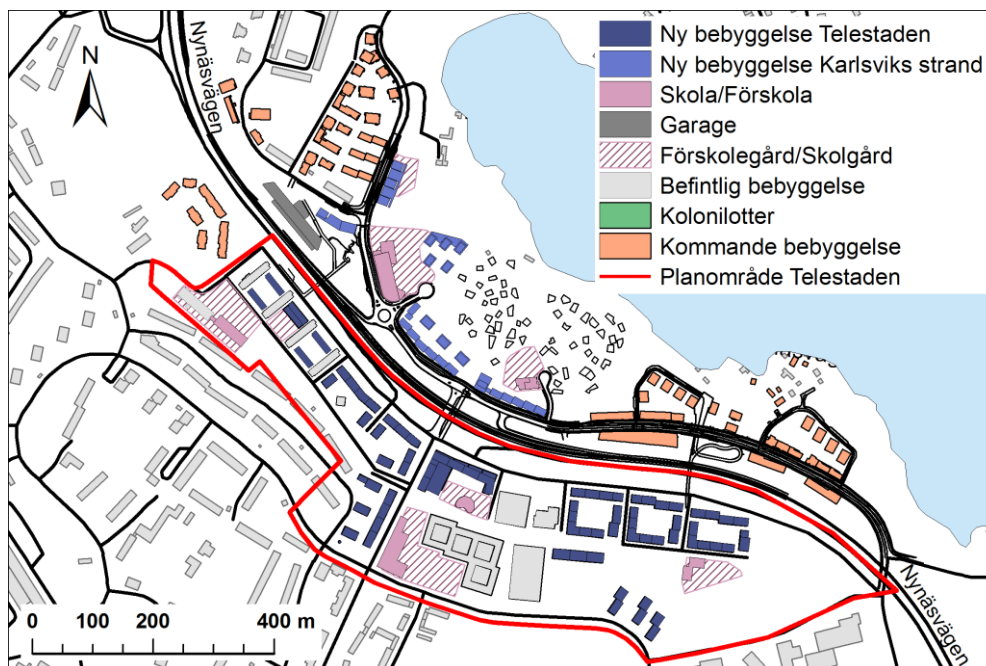 Nynäsvägen
N
Ny bebyggelse Telestaden
Ny bebyggelse Karlsviks strand
Skola/Förskola
Garage
Förskolegård/Skolgård
Befintlig bebyggelse
Kolonilotter
Kommande bebyggelse
Planområde Telestaden
Nynäsvägen
0 100 200 400 m